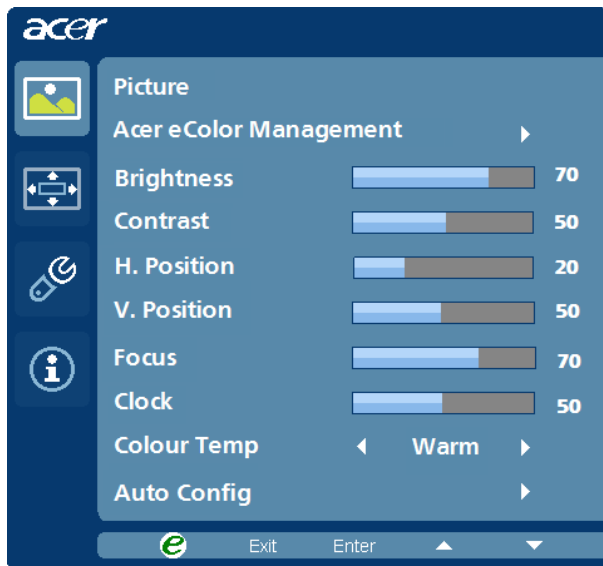 acer
Picture
Acer eColor Management
Brightness 70
Contrast 50
H. Position 20
V. Position 50
Focus 70
Clock 50
Colour Temp Warm
Auto Config
e Exit Enter